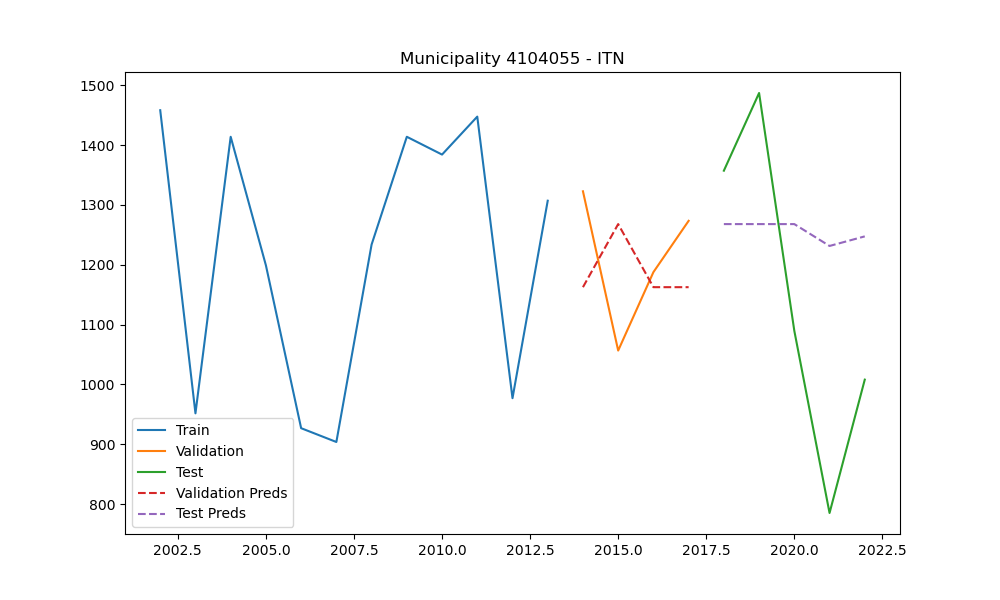 Municipality 4104055 - ITN
1500
1400
1300
1200
1100
1000
900
800
Train
Validation
Test
Validation Preds
Test Preds
2002.5 2005.0 2007.5 2010.0 2012.5 2015.0 2017.5 2020.0 2022.5